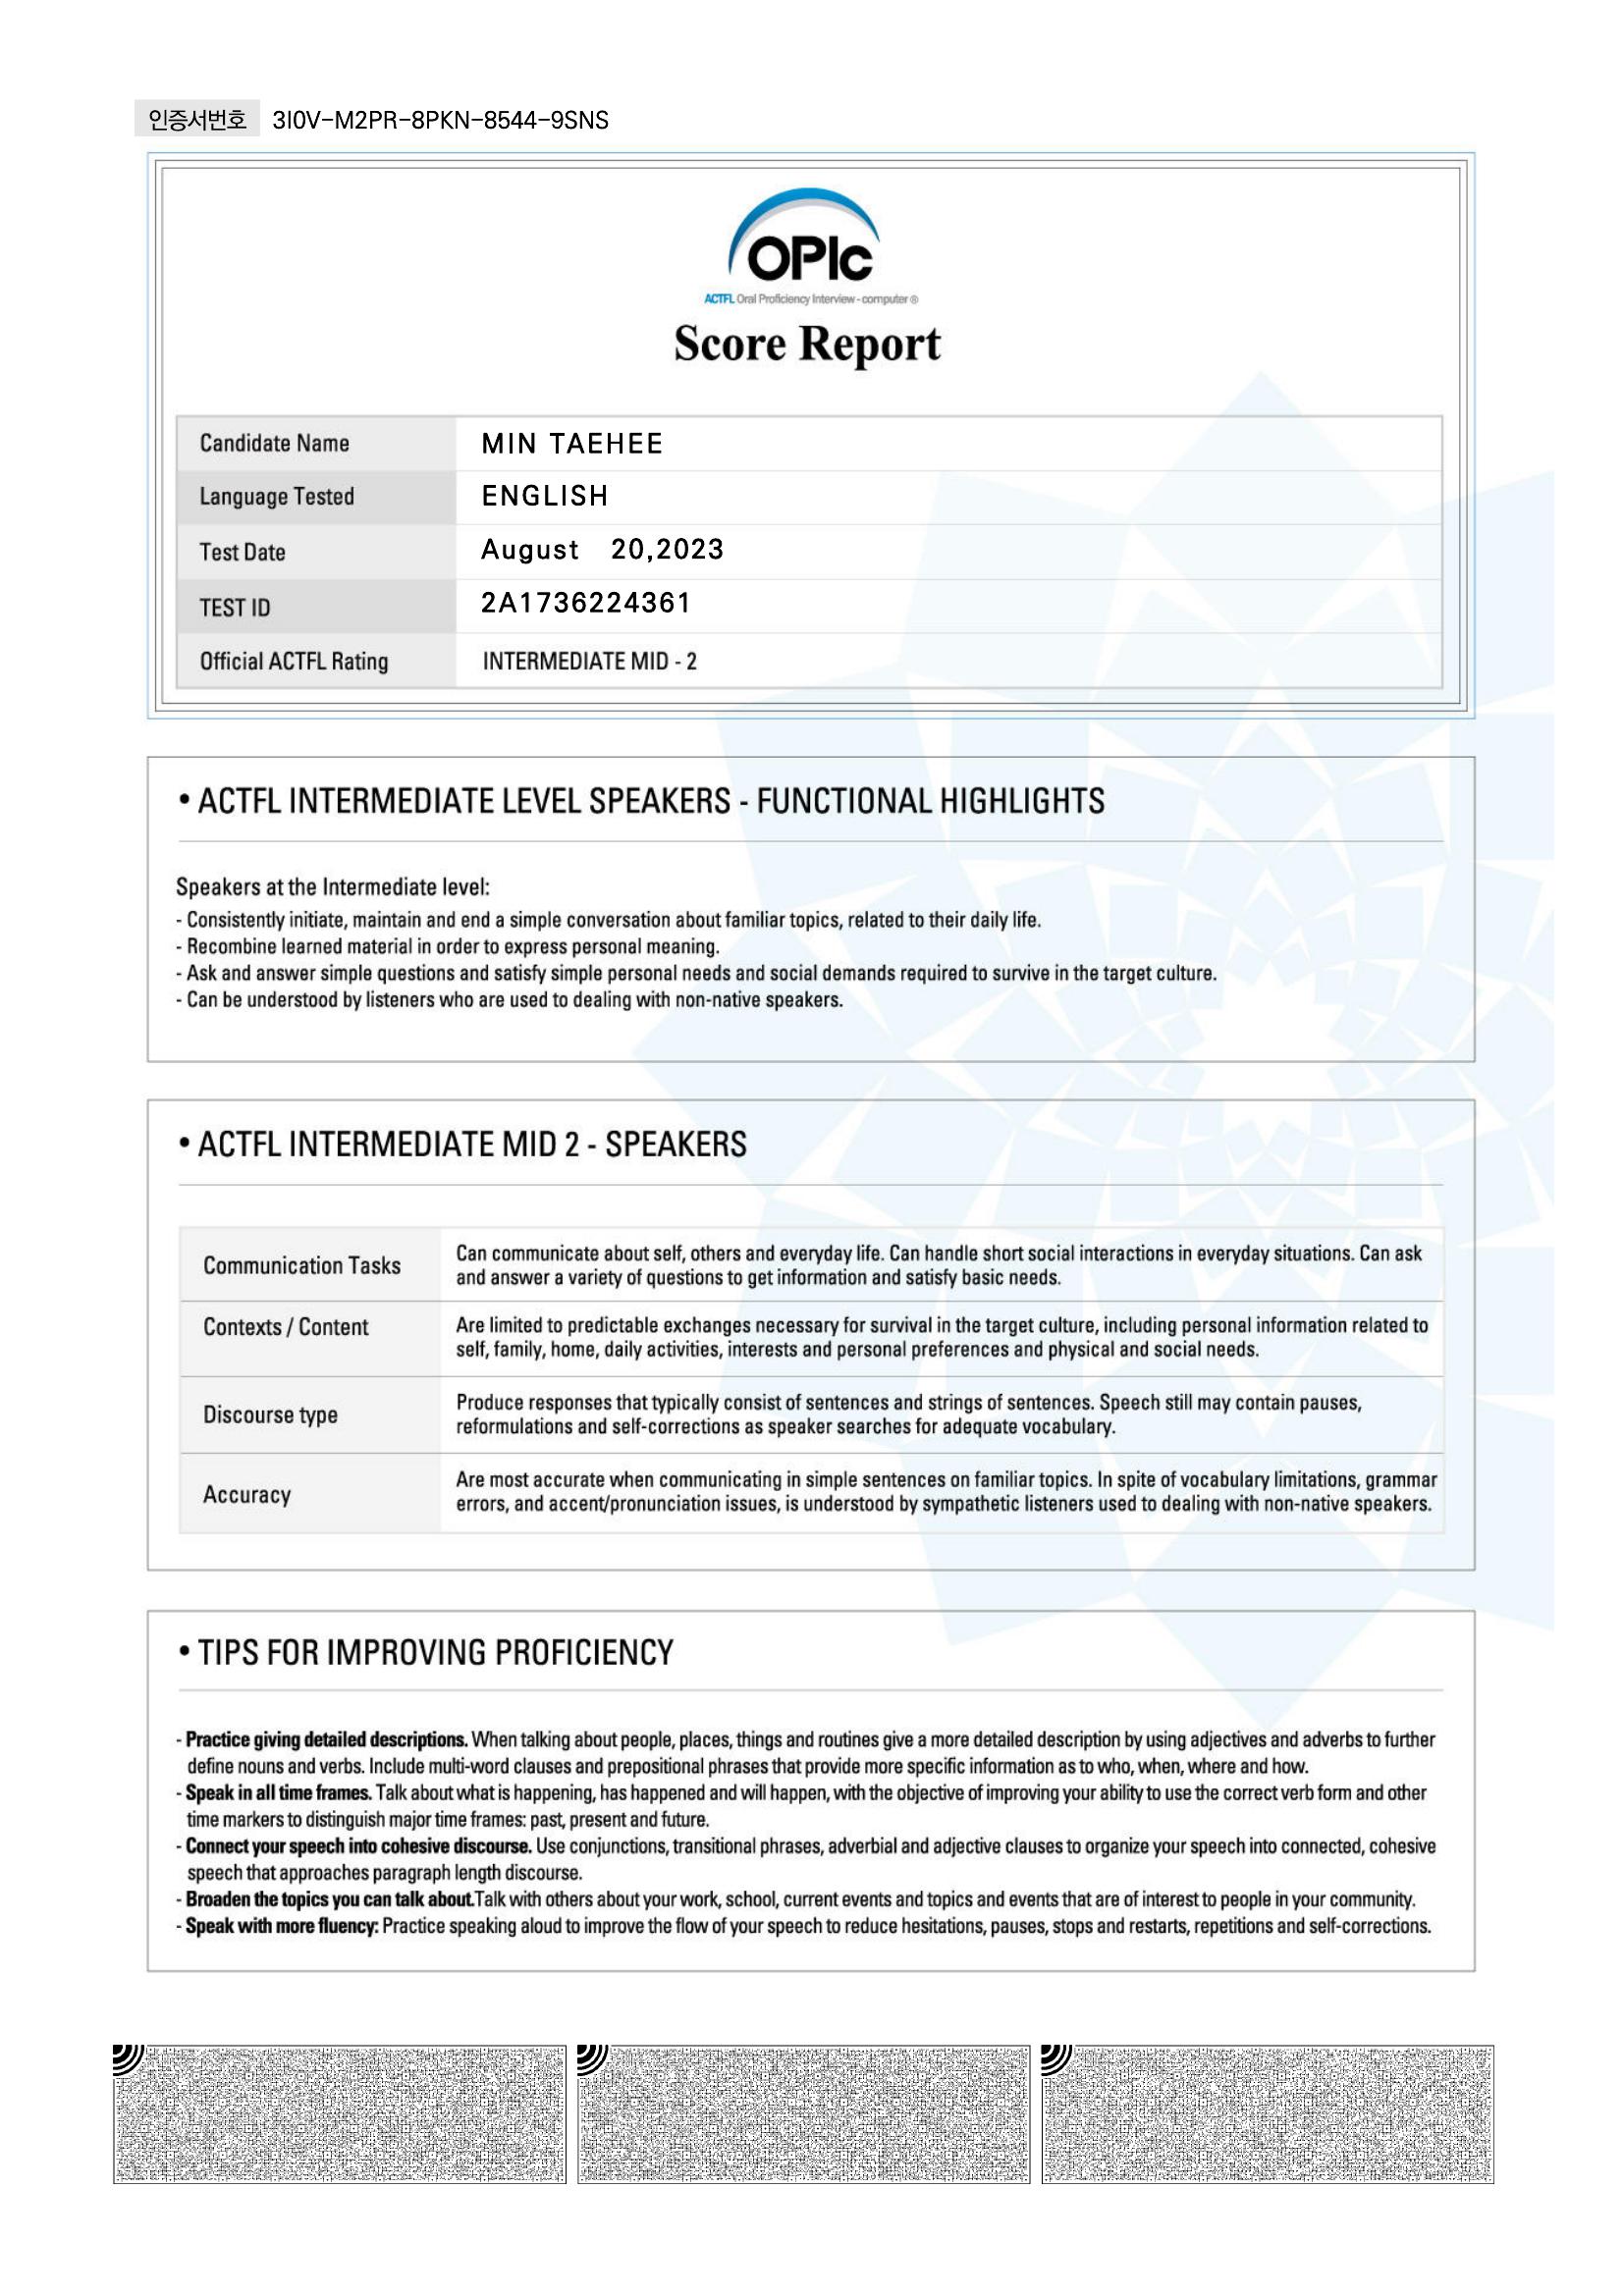 인증서번호 3I0V-M2PR-8PKN-8544-9SNS
OPIc
ACTFL Oral Proficiency Interview - computer ®
Score Report
Candidate Name MIN TAEHEE
Language Tested ENGLISH
Test Date August 20,2023
TEST ID 2A1736224361
Official ACTFL Rating INTERMEDIATE MID - 2
• ACTFL INTERMEDIATE LEVEL SPEAKERS - FUNCTIONAL HIGHLIGHTS
Speakers at the Intermediate level:
- Consistently initiate, maintain and end a simple conversation about familiar topics, related to their daily life.
- Recombine learned material in order to express personal meaning.
- Ask and answer simple questions and satisfy simple personal needs and social demands required to survive in the target culture.
- Can be understood by listeners who are used to dealing with non-native speakers.
• ACTFL INTERMEDIATE MID 2 - SPEAKERS
Communication Tasks
Can communicate about self, others and everyday life. Can handle short social interactions in everyday situations. Can ask
and answer a variety of questions to get information and satisfy basic needs.
Contexts / Content
Are limited to predictable exchanges necessary for survival in the target culture, including personal information related to
self, family, home, daily activities, interests and personal preferences and physical and social needs.
Discourse type
Produce responses that typically consist of sentences and strings of sentences. Speech still may contain pauses,
reformulations and self-corrections as speaker searches for adequate vocabulary.
Accuracy
Are most accurate when communicating in simple sentences on familiar topics. In spite of vocabulary limitations, grammar
errors, and accent/pronunciation issues, is understood by sympathetic listeners used to dealing with non-native speakers.
• TIPS FOR IMPROVING PROFICIENCY
- Practice giving detailed descriptions. When talking about people, places, things and routines give a more detailed description by using adjectives and adverbs to further
define nouns and verbs. Include multi-word clauses and prepositional phrases that provide more specific information as to who, when, where and how.
- Speak in all time frames. Talk about what is happening, has happened and will happen, with the objective of improving your ability to use the correct verb form and other
time markers to distinguish major time frames: past, present and future.
- Connect your speech into cohesive discourse. Use conjunctions, transitional phrases, adverbial and adjective clauses to organize your speech into connected, cohesive
speech that approaches paragraph length discourse.
- Broaden the topics you can talk about.Talk with others about your work, school, current events and topics and events that are of interest to people in your community.
- Speak with more fluency: Practice speaking aloud to improve the flow of your speech to reduce hesitations, pauses, stops and restarts, repetitions and self-corrections.